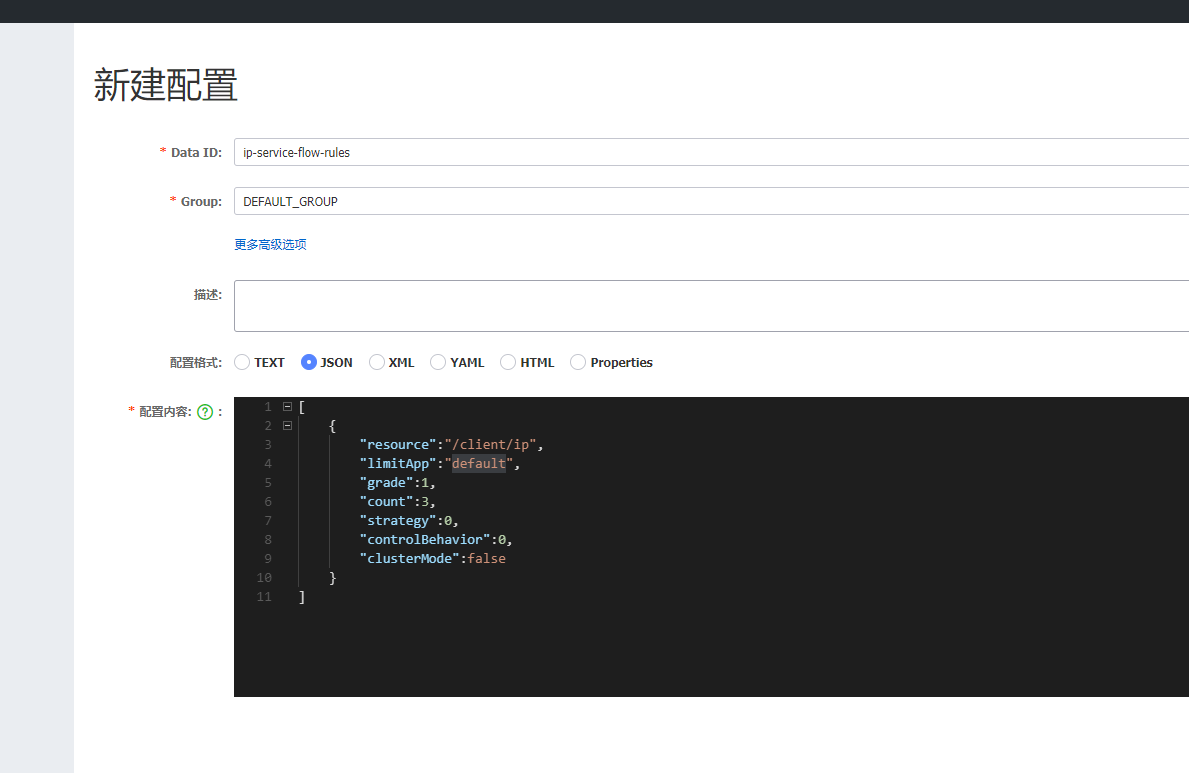 新建配置
* Data ID: ip-service-flow-rules
* Group: DEFAULT_GROUP
更多高级选项
描述:
配置格式: TEXT JSON XML YAML HTML Properties
* 配置内容: ? :
1 [
2 {
3 "resource":"/client/ip",
4 "limitApp":"default",
5 "grade":1,
6 "count":3,
7 "strategy":0,
8 "controlBehavior":0,
9 "clusterMode":false
10 }
11 ]